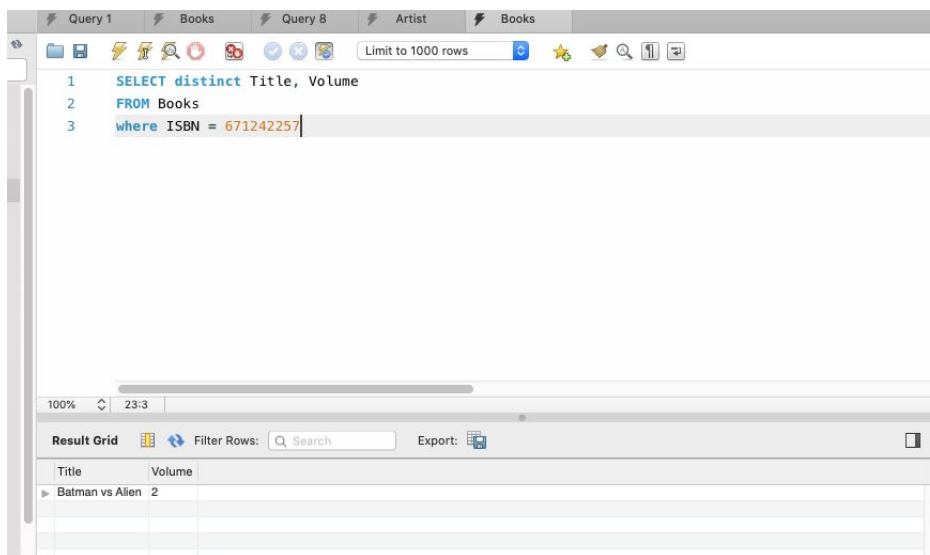 Query 1 Books Query 8 Artist Books
Limit to 1000 rows
1 SELECT distinct Title, Volume
2 FROM Books
3 where ISBN = 671242257
100% 23:3
Result Grid Filter Rows: Search Export:
Title Volume
Batman vs Alien 2